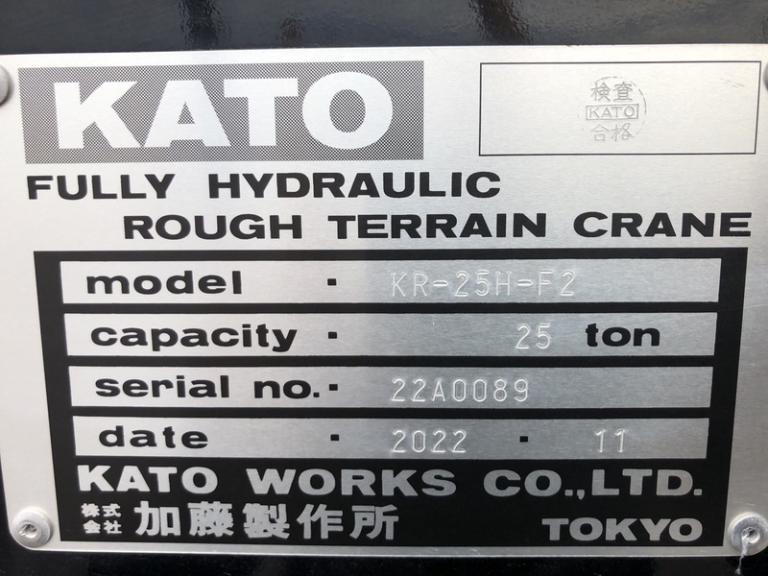 KATO
検査
KATO
合格
FULLY HYDRAULIC
ROUGH TERRAIN CRANE
model · KR-25H-F2
capacity · 25 ton
serial no. · 22A0089
date · 2022 · 11
KATO WORKS CO.,LTD.
株式会社 加藤製作所 TOKYO